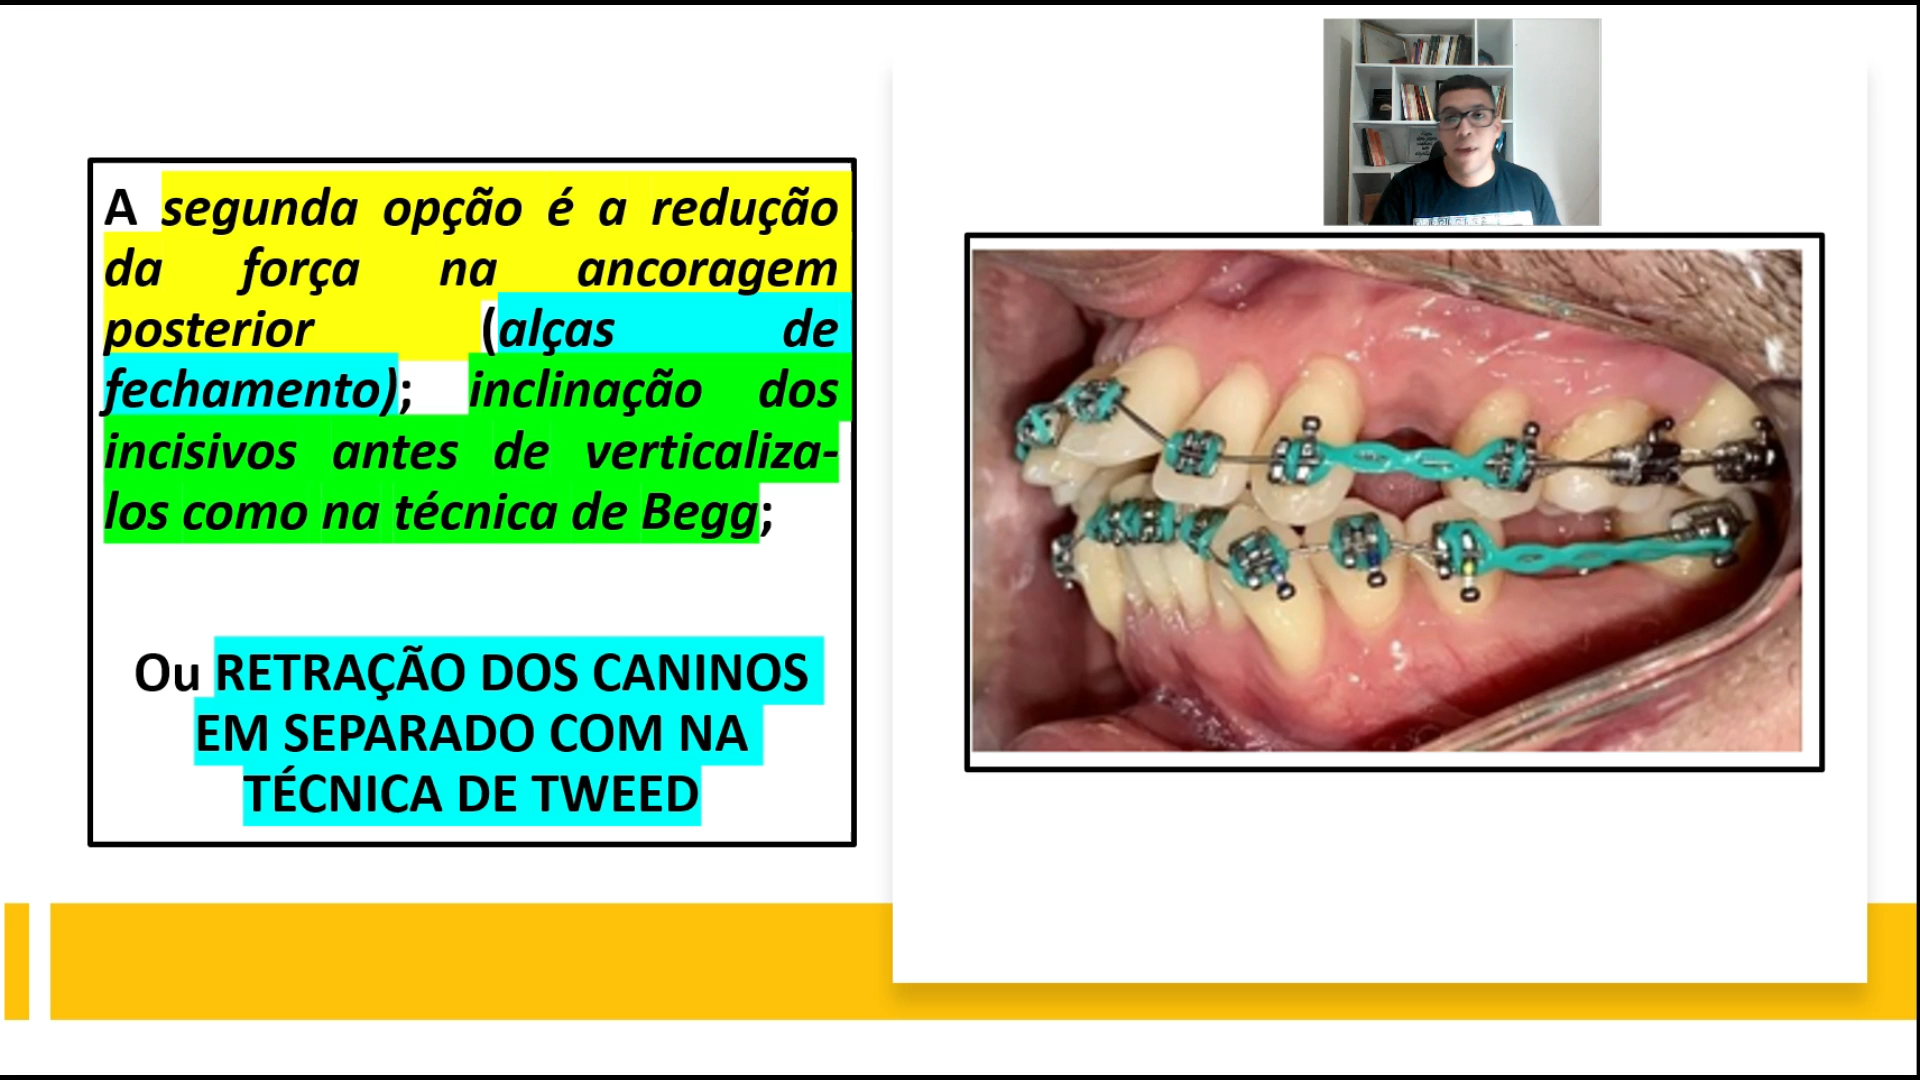 A segunda opção é a redução
da força na ancoragem
posterior (alças de
fechamento); inclinação dos
incisivos antes de verticaliza-
los como na técnica de Begg;
Ou RETRAÇÃO DOS CANINOS
EM SEPARADO COM NA
TÉCNICA DE TWEED